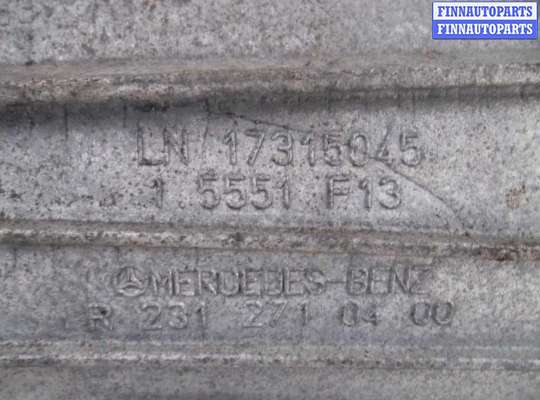 FINNAUTOPARTS
FINNAUTOPARTS
LN 17315045
1 5551 F13
MERCEDES-BENZ
R 231 271 04 00